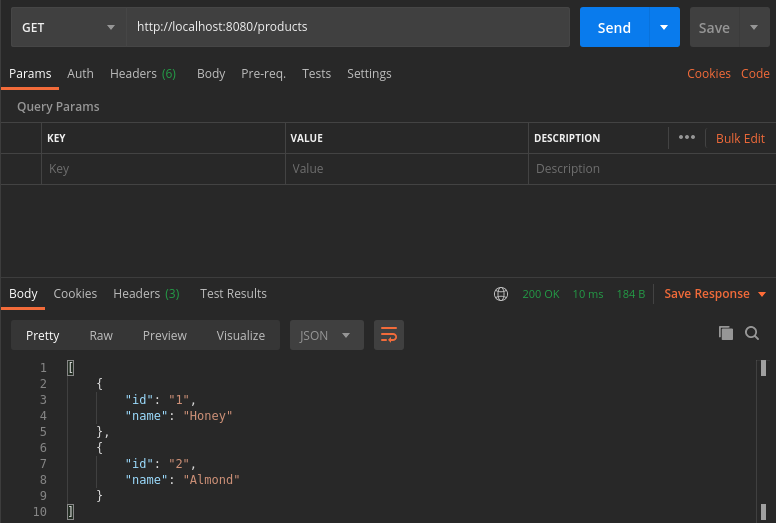 GET http://localhost:8080/products Send Save
Params Auth Headers (6) Body Pre-req. Tests Settings Cookies Code
Query Params
KEY VALUE DESCRIPTION ••• Bulk Edit
Key Value Description
Body Cookies Headers (3) Test Results 200 OK 10 ms 184 B Save Response
Pretty Raw Preview Visualize JSON
1 [
2 {
3 "id": "1",
4 "name": "Honey"
5 },
6 {
7 "id": "2",
8 "name": "Almond"
9 }
10 ]